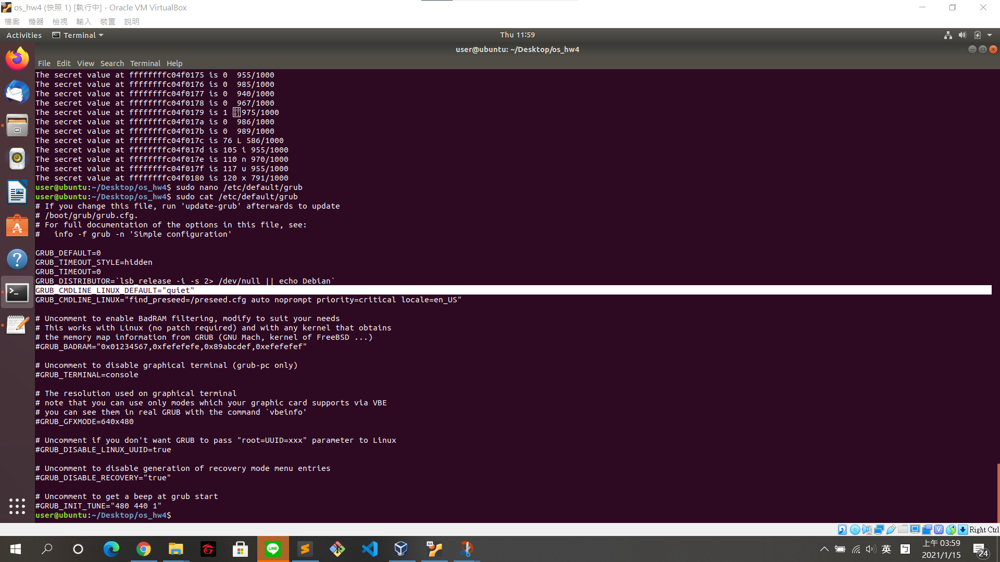 os_hw4 (快照 1) [執行中] - Oracle VM VirtualBox
檔案 機器 檢視 輸入 裝置 說明
Activities Terminal Thu 11:59
user@ubuntu: ~/Desktop/os_hw4
File Edit View Search Terminal Help
The secret value at ffffffffc04f0175 is 0  955/1000
The secret value at ffffffffc04f0176 is 0  985/1000
The secret value at ffffffffc04f0177 is 0  940/1000
The secret value at ffffffffc04f0178 is 0  967/1000
The secret value at ffffffffc04f0179 is 1 975/1000
The secret value at ffffffffc04f017a is 0  986/1000
The secret value at ffffffffc04f017b is 0  989/1000
The secret value at ffffffffc04f017c is 76 L 586/1000
The secret value at ffffffffc04f017d is 105 i 955/1000
The secret value at ffffffffc04f017e is 110 n 970/1000
The secret value at ffffffffc04f017f is 117 u 955/1000
The secret value at ffffffffc04f0180 is 120 x 791/1000
user@ubuntu:~/Desktop/os_hw4$ sudo nano /etc/default/grub
user@ubuntu:~/Desktop/os_hw4$ sudo cat /etc/default/grub
# If you change this file, run 'update-grub' afterwards to update
# /boot/grub/grub.cfg.
# For full documentation of the options in this file, see:
#   info -f grub -n 'Simple configuration'
GRUB_DEFAULT=0
GRUB_TIMEOUT_STYLE=hidden
GRUB_TIMEOUT=0
GRUB_DISTRIBUTOR=`lsb_release -i -s 2> /dev/null || echo Debian`
GRUB_CMDLINE_LINUX_DEFAULT="quiet"
GRUB_CMDLINE_LINUX="find_preseed=/preseed.cfg auto noprompt priority=critical locale=en_US"
# Uncomment to enable BadRAM filtering, modify to suit your needs
# This works with Linux (no patch required) and with any kernel that obtains
# the memory map information from GRUB (GNU Mach, kernel of FreeBSD ...)
#GRUB_BADRAM="0x01234567,0xfefefefe,0x89abcdef,0xefefefef"
# Uncomment to disable graphical terminal (grub-pc only)
#GRUB_TERMINAL=console
# The resolution used on graphical terminal
# note that you can use only modes which your graphic card supports via VBE
# you can see them in real GRUB with the command `vbeinfo'
#GRUB_GFXMODE=640x480
# Uncomment if you don't want GRUB to pass "root=UUID=xxx" parameter to Linux
#GRUB_DISABLE_LINUX_UUID=true
# Uncomment to disable generation of recovery mode menu entries
#GRUB_DISABLE_RECOVERY="true"
# Uncomment to get a beep at grub start
#GRUB_INIT_TUNE="480 440 1"
user@ubuntu:~/Desktop/os_hw4$
Right Ctrl
LINE
64
英
上午 03:59
2021/1/15
24